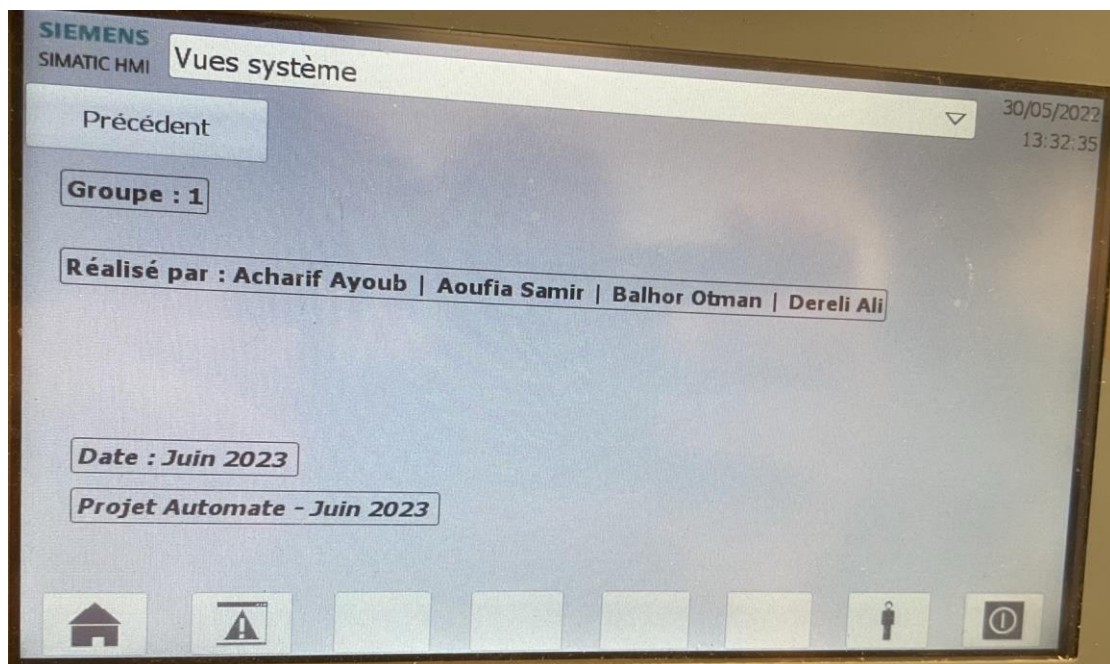 SIEMENS
SIMATIC HMI
Vues système
30/05/2022
13:32:35
Précédent
Groupe : 1
Réalisé par : Acharif Ayoub | Aoufia Samir | Balhor Otman | Dereli Ali
Date : Juin 2023
Projet Automate - Juin 2023